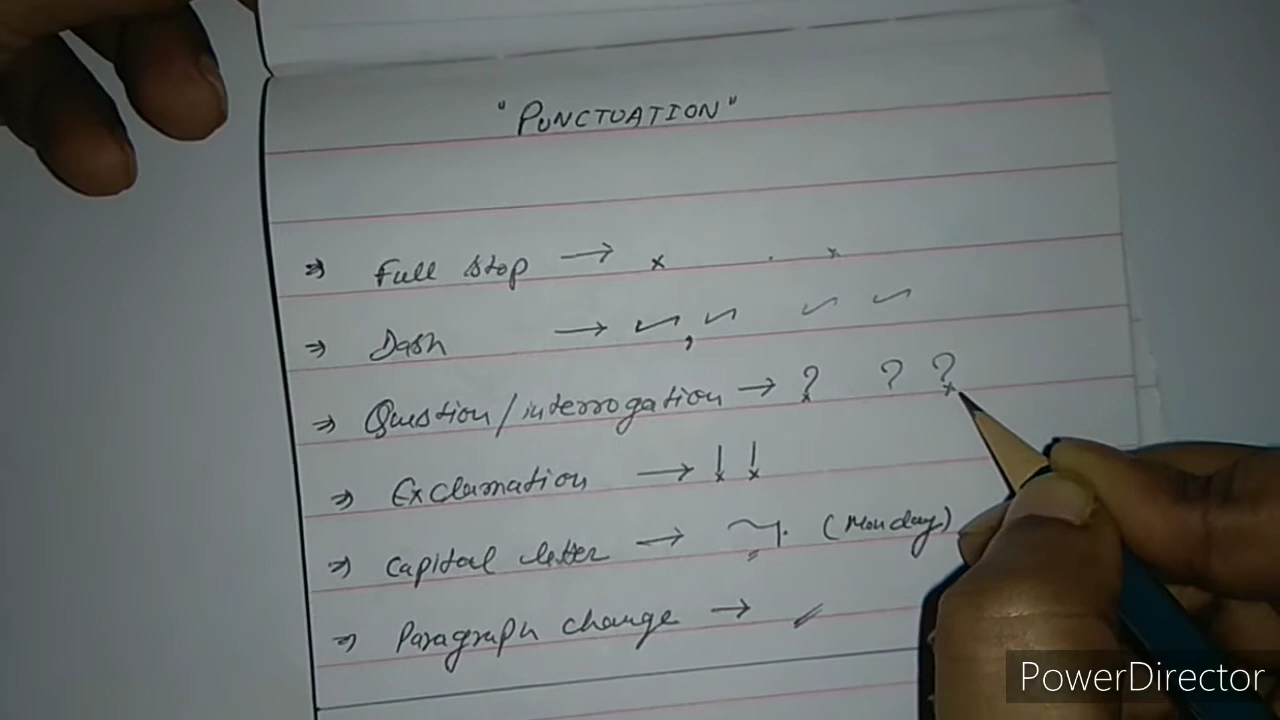 "PUNCTUATION"
⇒ Full stop → x . x
⇒ Dash → ,
⇒ Question/interrogation → ? ? ?
⇒ Exclamation → ! !
⇒ Capital letter → (Monday)
⇒ Paragraph change → //
PowerDirector